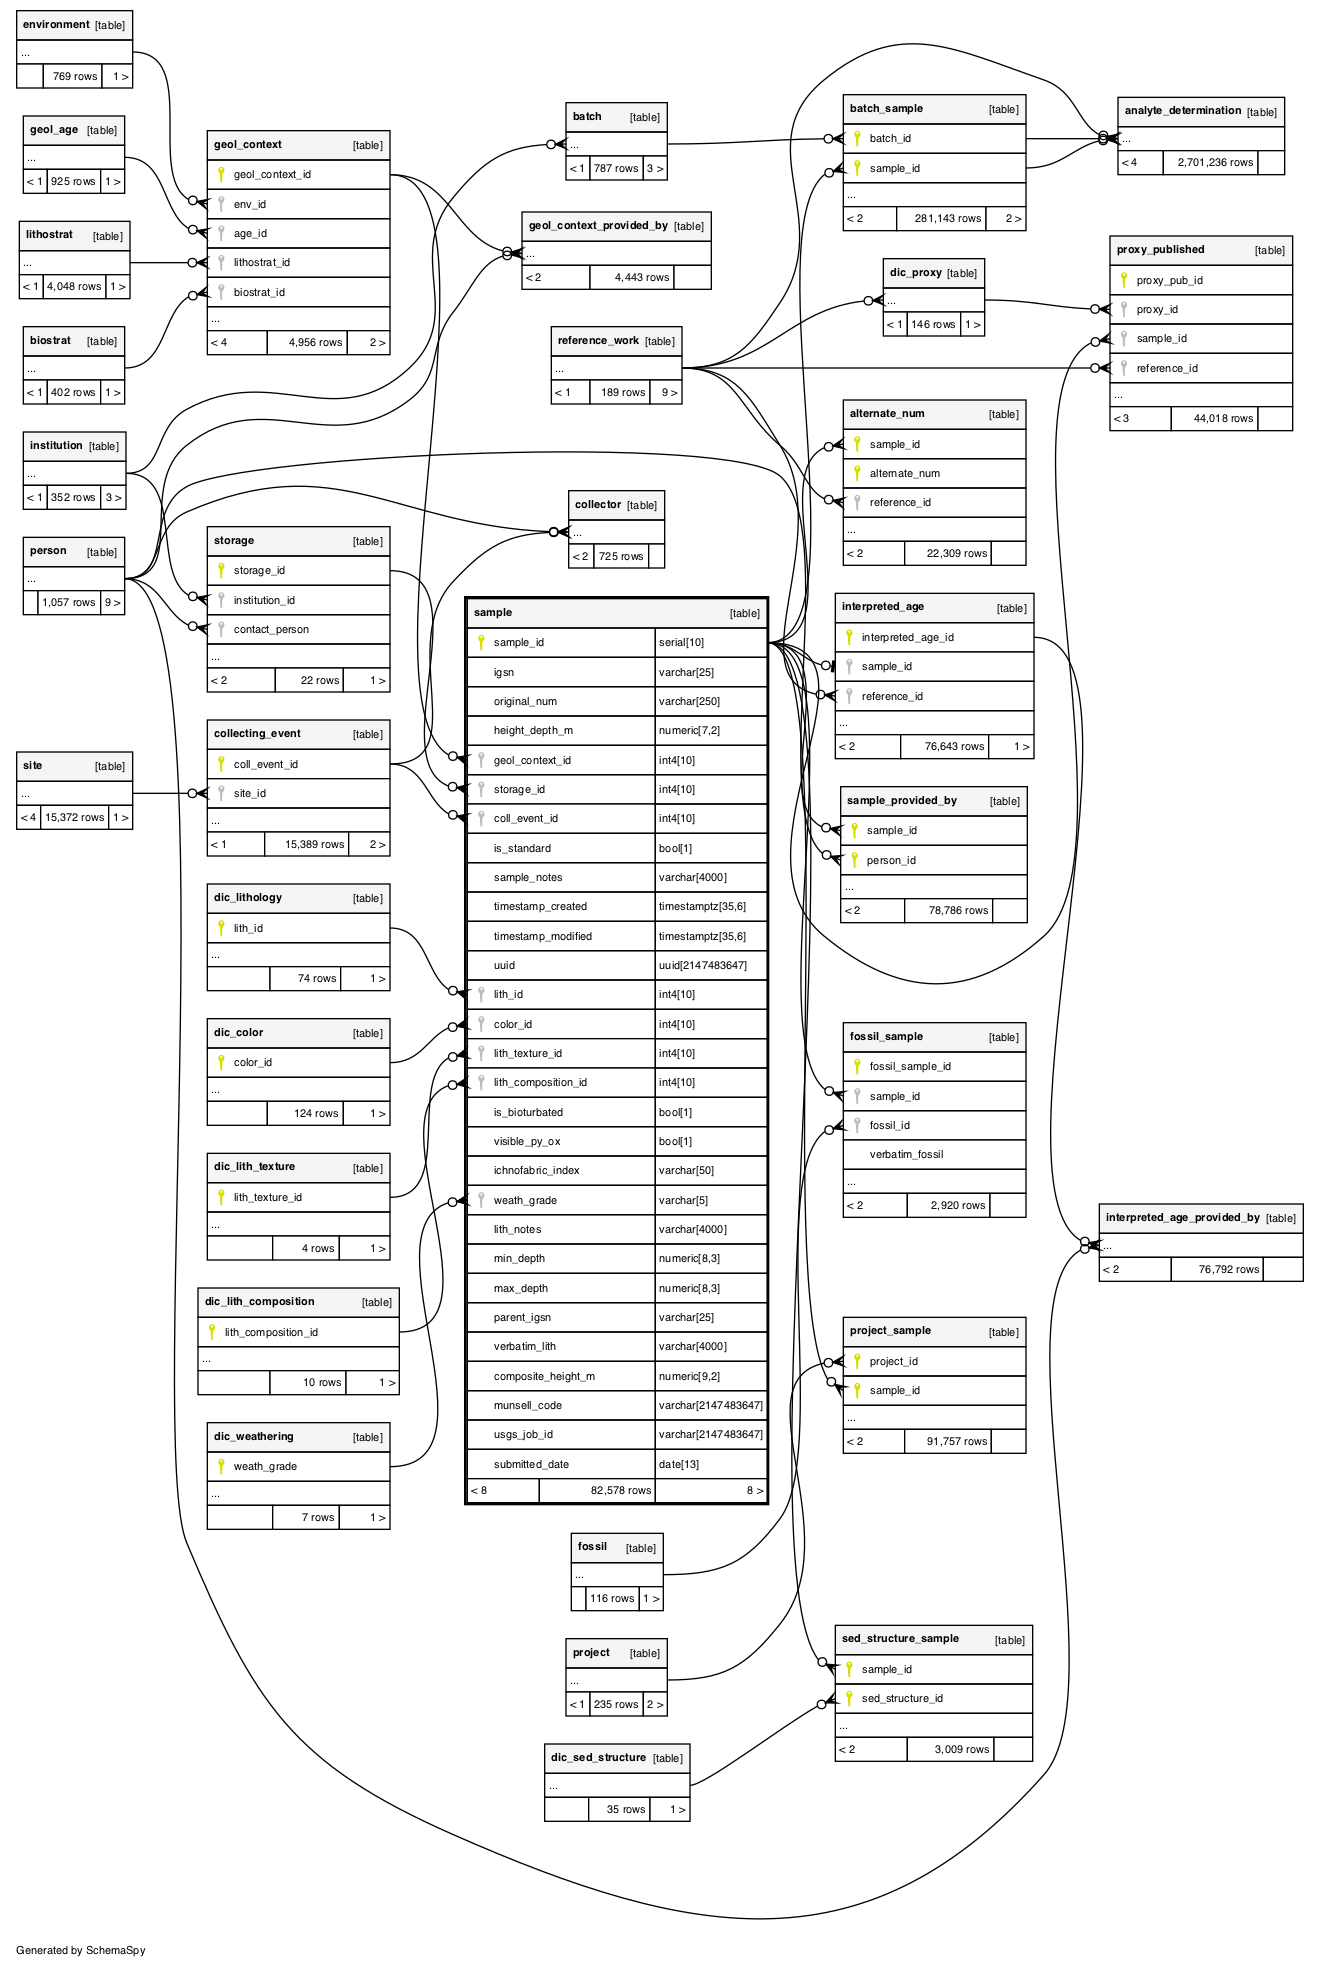 environment [table]
...
769 rows 1 >
geol_age [table]
...
< 1 925 rows 1 >
lithostrat [table]
...
< 1 4,048 rows 1 >
biostrat [table]
...
< 1 402 rows 1 >
institution [table]
...
< 1 352 rows 3 >
person [table]
...
1,057 rows 9 >
site [table]
...
< 4 15,372 rows 1 >
geol_context [table]
geol_context_id
env_id
age_id
lithostrat_id
biostrat_id
...
< 4 4,956 rows 2 >
storage [table]
storage_id
institution_id
contact_person
...
< 2 22 rows 1 >
collecting_event [table]
coll_event_id
site_id
...
< 1 15,389 rows 2 >
dic_lithology [table]
lith_id
...
74 rows 1 >
dic_color [table]
color_id
...
124 rows 1 >
dic_lith_texture [table]
lith_texture_id
...
4 rows 1 >
dic_lith_composition [table]
lith_composition_id
...
10 rows 1 >
dic_weathering [table]
weath_grade
...
7 rows 1 >
batch [table]
...
< 1 787 rows 3 >
geol_context_provided_by [table]
...
< 2 4,443 rows
reference_work [table]
...
< 1 189 rows 9 >
collector [table]
...
< 2 725 rows
sample [table]
sample_id serial[10]
igsn varchar[25]
original_num varchar[250]
height_depth_m numeric[7,2]
geol_context_id int4[10]
storage_id int4[10]
coll_event_id int4[10]
is_standard bool[1]
sample_notes varchar[4000]
timestamp_created timestamptz[35,6]
timestamp_modified timestamptz[35,6]
uuid uuid[2147483647]
lith_id int4[10]
color_id int4[10]
lith_texture_id int4[10]
lith_composition_id int4[10]
is_bioturbated bool[1]
visible_py_ox bool[1]
ichnofabric_index varchar[50]
weath_grade varchar[5]
lith_notes varchar[4000]
min_depth numeric[8,3]
max_depth numeric[8,3]
parent_igsn varchar[25]
verbatim_lith varchar[4000]
composite_height_m numeric[9,2]
munsell_code varchar[2147483647]
usgs_job_id varchar[2147483647]
submitted_date date[13]
< 8 82,578 rows 8 >
fossil [table]
...
116 rows 1 >
project [table]
...
< 1 235 rows 2 >
dic_sed_structure [table]
...
35 rows 1 >
batch_sample [table]
batch_id
sample_id
...
< 2 281,143 rows 2 >
dic_proxy [table]
...
< 1 146 rows 1 >
alternate_num [table]
sample_id
alternate_num
reference_id
...
< 2 22,309 rows
interpreted_age [table]
interpreted_age_id
sample_id
reference_id
...
< 2 76,643 rows 1 >
sample_provided_by [table]
sample_id
person_id
...
< 2 78,786 rows
fossil_sample [table]
fossil_sample_id
sample_id
fossil_id
verbatim_fossil
...
< 2 2,920 rows
project_sample [table]
project_id
sample_id
...
< 2 91,757 rows
sed_structure_sample [table]
sample_id
sed_structure_id
...
< 2 3,009 rows
analyte_determination [table]
...
< 4 2,701,236 rows
proxy_published [table]
proxy_pub_id
proxy_id
sample_id
reference_id
...
< 3 44,018 rows
interpreted_age_provided_by [table]
...
< 2 76,792 rows
Generated by SchemaSpy